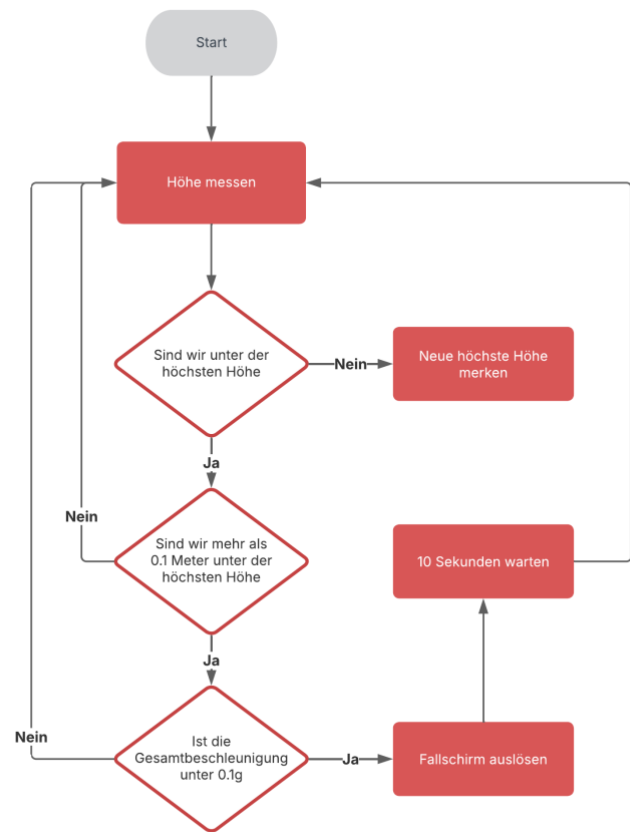 Start
Höhe messen
Sind wir unter der
höchsten Höhe
Nein
Neue höchste Höhe
merken
Ja
Nein
Sind wir mehr als
0.1 Meter unter der
höchsten Höhe
10 Sekunden warten
Ja
Nein
Ist die
Gesamtbeschleunigung
unter 0.1g
Ja
Fallschirm auslösen